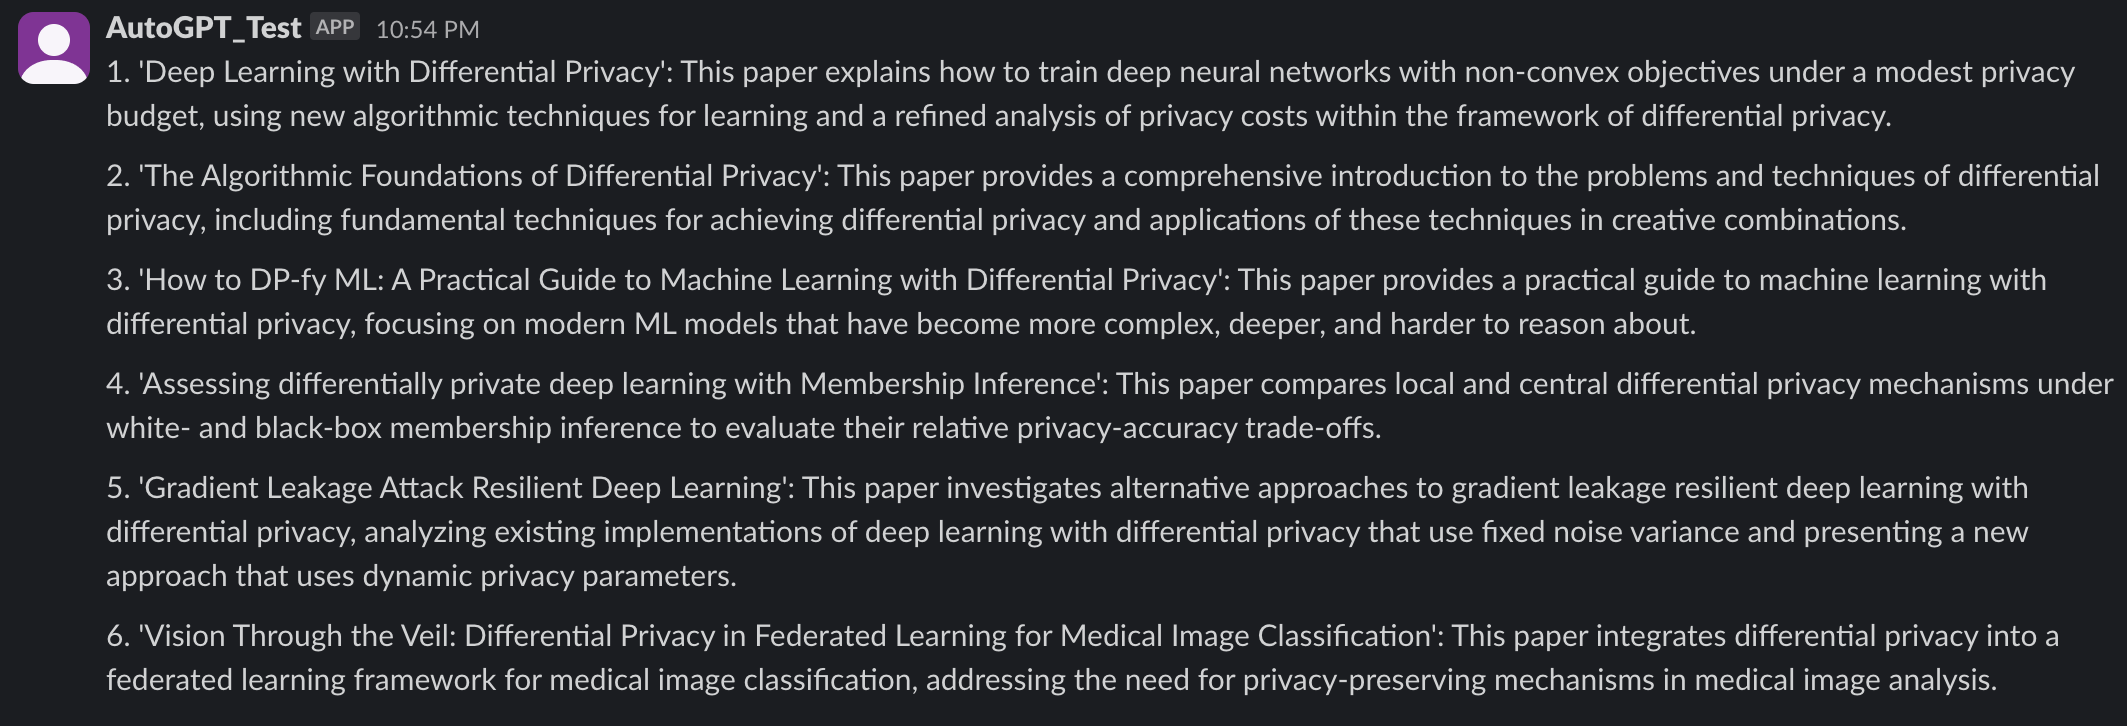 AutoGPT_Test APP 10:54 PM
1. 'Deep Learning with Differential Privacy': This paper explains how to train deep neural networks with non-convex objectives under a modest privacy
budget, using new algorithmic techniques for learning and a refined analysis of privacy costs within the framework of differential privacy.
2. 'The Algorithmic Foundations of Differential Privacy': This paper provides a comprehensive introduction to the problems and techniques of differential
privacy, including fundamental techniques for achieving differential privacy and applications of these techniques in creative combinations.
3. 'How to DP-fy ML: A Practical Guide to Machine Learning with Differential Privacy': This paper provides a practical guide to machine learning with
differential privacy, focusing on modern ML models that have become more complex, deeper, and harder to reason about.
4. 'Assessing differentially private deep learning with Membership Inference': This paper compares local and central differential privacy mechanisms under
white- and black-box membership inference to evaluate their relative privacy-accuracy trade-offs.
5. 'Gradient Leakage Attack Resilient Deep Learning': This paper investigates alternative approaches to gradient leakage resilient deep learning with
differential privacy, analyzing existing implementations of deep learning with differential privacy that use fixed noise variance and presenting a new
approach that uses dynamic privacy parameters.
6. 'Vision Through the Veil: Differential Privacy in Federated Learning for Medical Image Classification': This paper integrates differential privacy into a
federated learning framework for medical image classification, addressing the need for privacy-preserving mechanisms in medical image analysis.